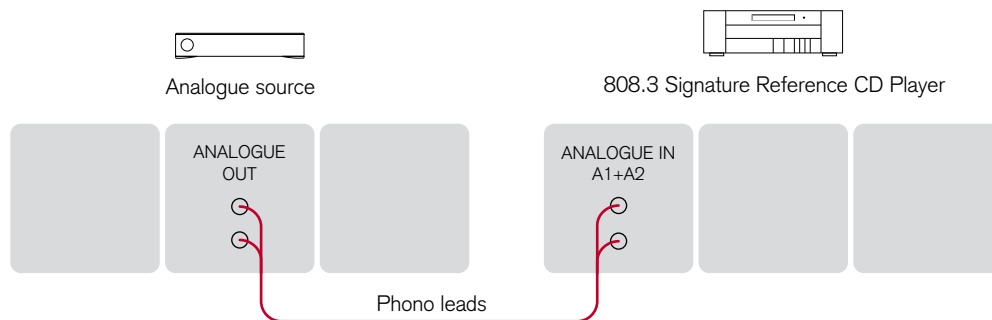 Analogue source
808.3 Signature Reference CD Player
ANALOGUE
OUT
ANALOGUE IN
A1+A2
Phono leads